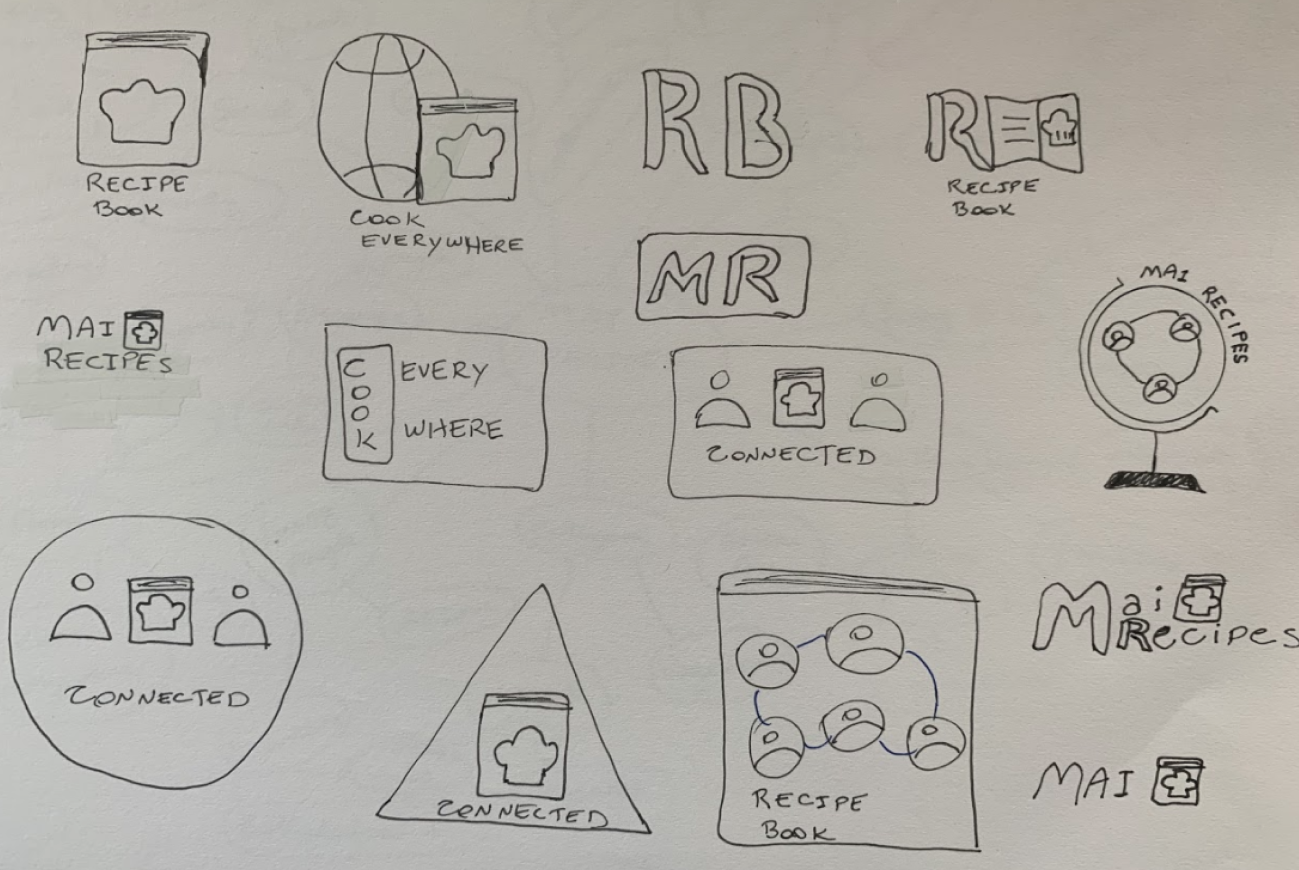 RECIPE
BOOK
COOK
EVERYWHERE
RB
R
RECIPE
BOOK
MR
MAI
RECIPES
COOK
EVERY
WHERE
CONNECTED
MAI RECIPES
CONNECTED
CONNECTED
RECIPE
BOOK
Mai
Recipes
MAI